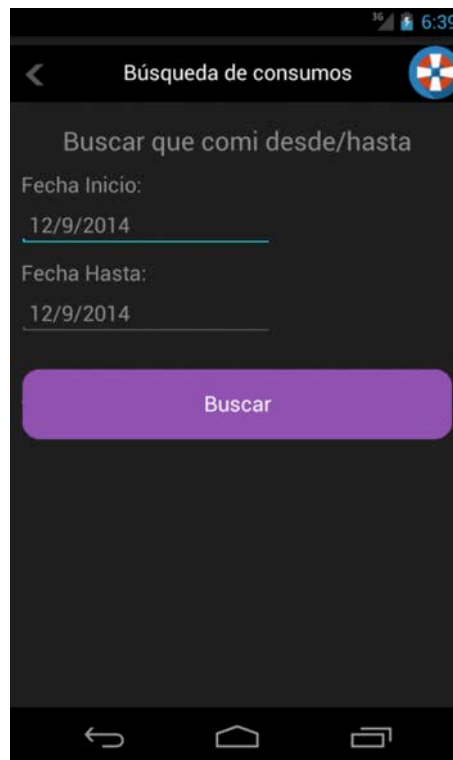 3G 6:39
Búsqueda de consumos
Buscar que comi desde/hasta
Fecha Inicio:
12/9/2014
Fecha Hasta:
12/9/2014
Buscar